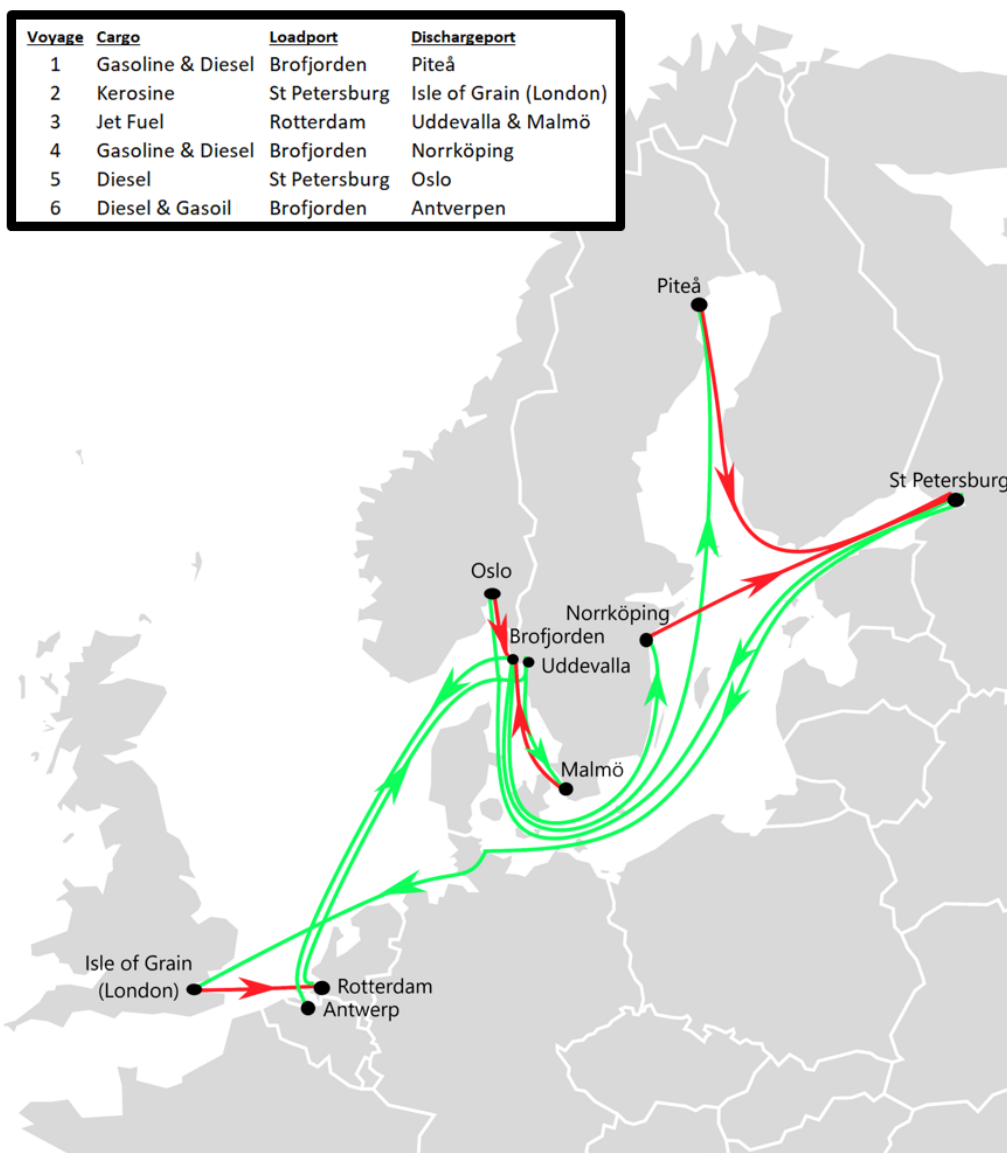 Voyage Cargo Loadport Dischargeport
1 Gasoline & Diesel Brofjorden Piteå
2 Kerosine St Petersburg Isle of Grain (London)
3 Jet Fuel Rotterdam Uddevalla & Malmö
4 Gasoline & Diesel Brofjorden Norrköping
5 Diesel St Petersburg Oslo
6 Diesel & Gasoil Brofjorden Antverpen
Piteå
St Petersburg
Oslo
Norrköping
Brofjorden
Uddevalla
Malmö
Isle of Grain
(London)
Rotterdam
Antwerp